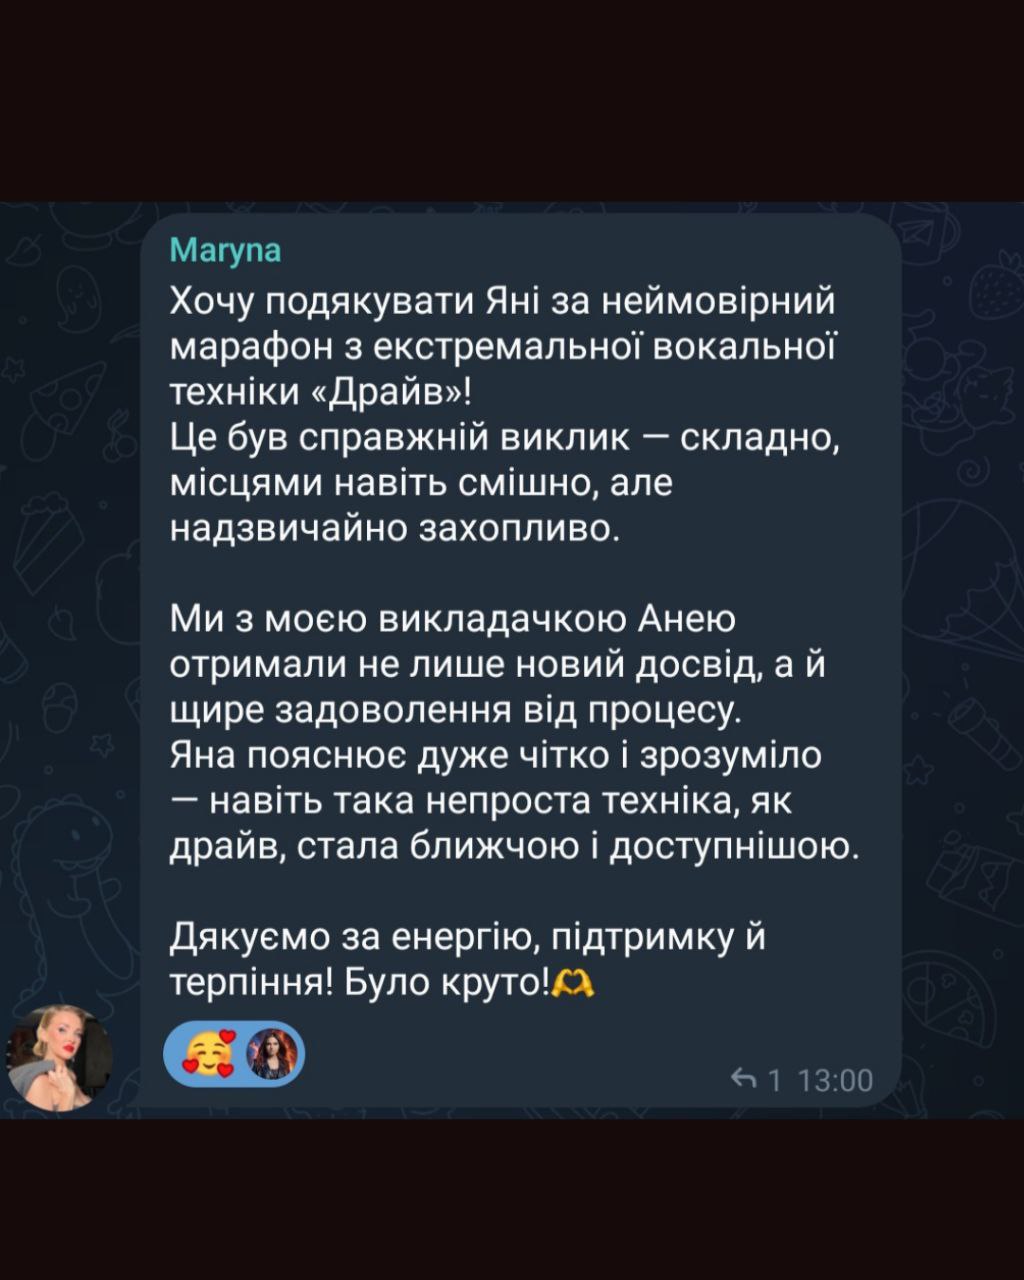 Maryna
Хочу подякувати Яні за неймовірний
марафон з екстремальної вокальної
техніки «Драйв»!
Це був справжній виклик — складно,
місцями навіть смішно, але
надзвичайно захопливо.
Ми з моєю викладачкою Анею
отримали не лише новий досвід, а й
щире задоволення від процесу.
Яна пояснює дуже чітко і зрозуміло
— навіть така непроста техніка, як
драйв, стала ближчою і доступнішою.
Дякуємо за енергію, підтримку й
терпіння! Було круто!🫶
1 13:00